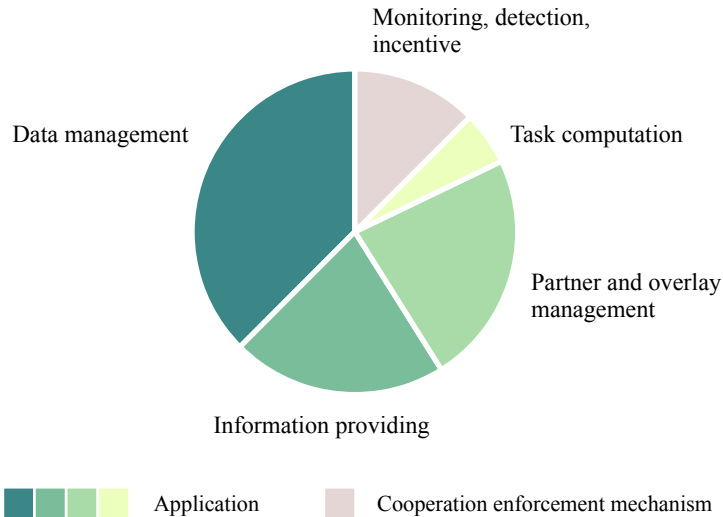 Monitoring, detection,
incentive
Data management
Task computation
Partner and overlay
management
Information providing
Application
Cooperation enforcement mechanism